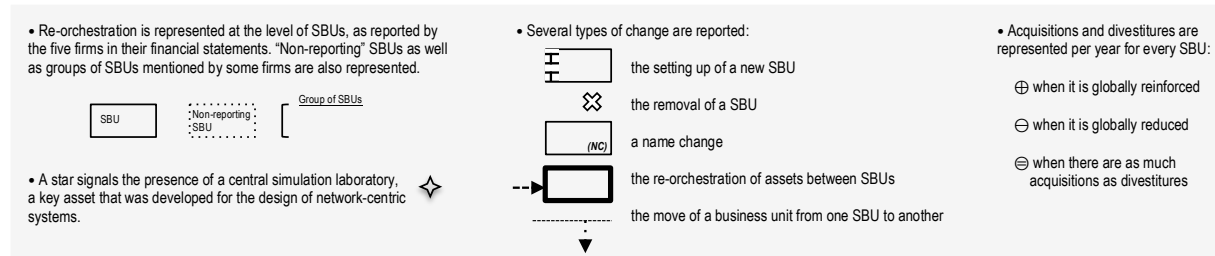 • Re-orchestration is represented at the level of SBUs, as reported
by the five firms in their financial statements. “Non-reporting” SBUs as well
as groups of SBUs mentioned by some firms are also represented.
SBU
Non-reporting
SBU
Group of SBUs
• A star signals the presence of a central simulation laboratory,
a key asset that was developed for the design of network-centric
systems.
• Several types of change are reported:
the setting up of a new SBU
the removal of a SBU
(NC)
a name change
the re-orchestration of assets between SBUs
the move of a business unit from one SBU to another
• Acquisitions and divestitures are
represented per year for every SBU:
when it is globally reinforced
when it is globally reduced
when there are as much
acquisitions as divestitures